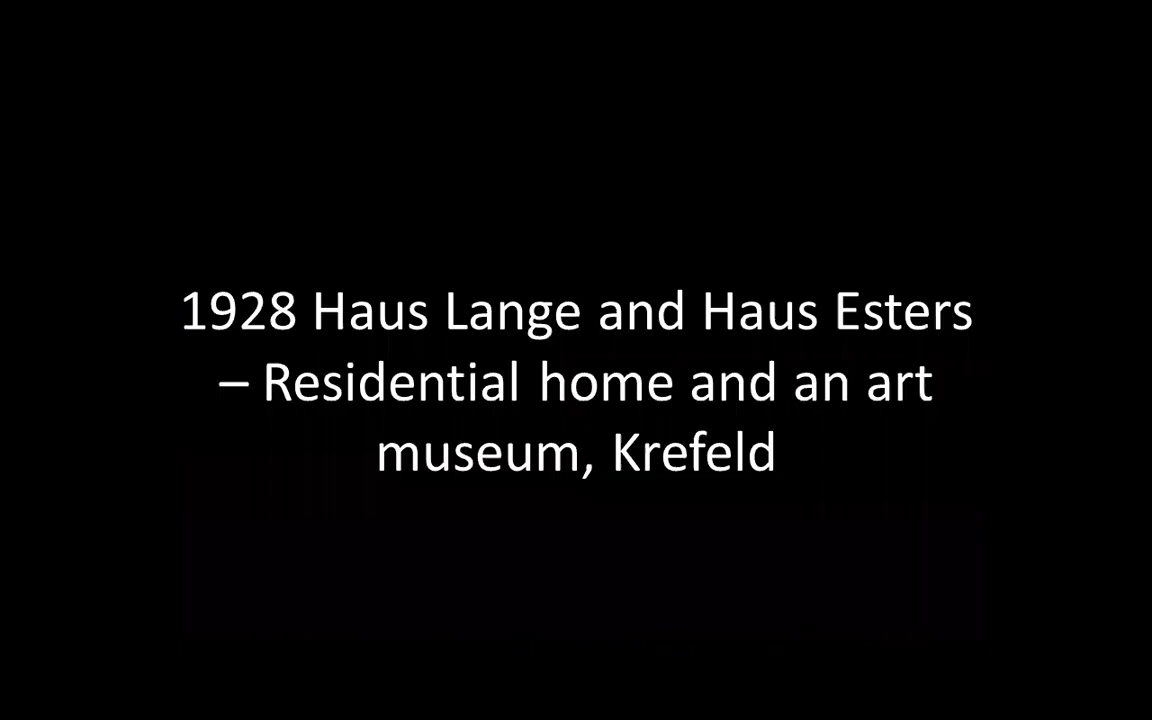 1928 Haus Lange and Haus Esters
– Residential home and an art
museum, Krefeld